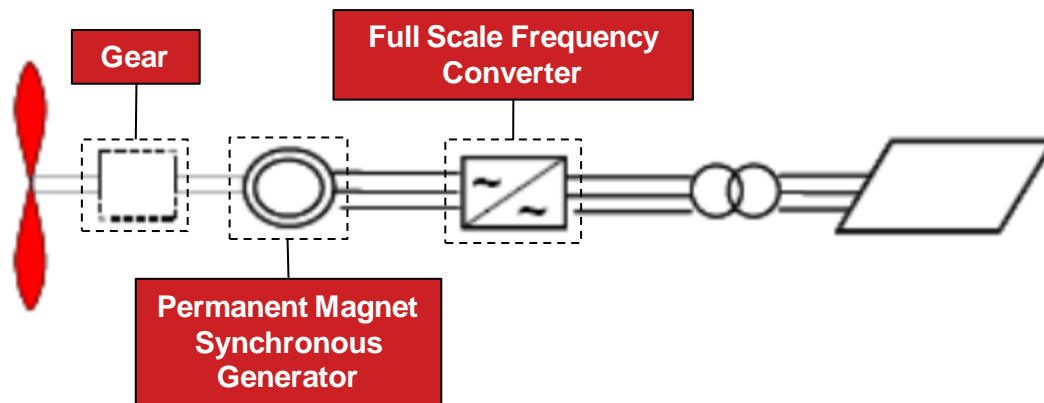 Gear
Full Scale Frequency
Converter
~
~
Permanent Magnet
Synchronous
Generator